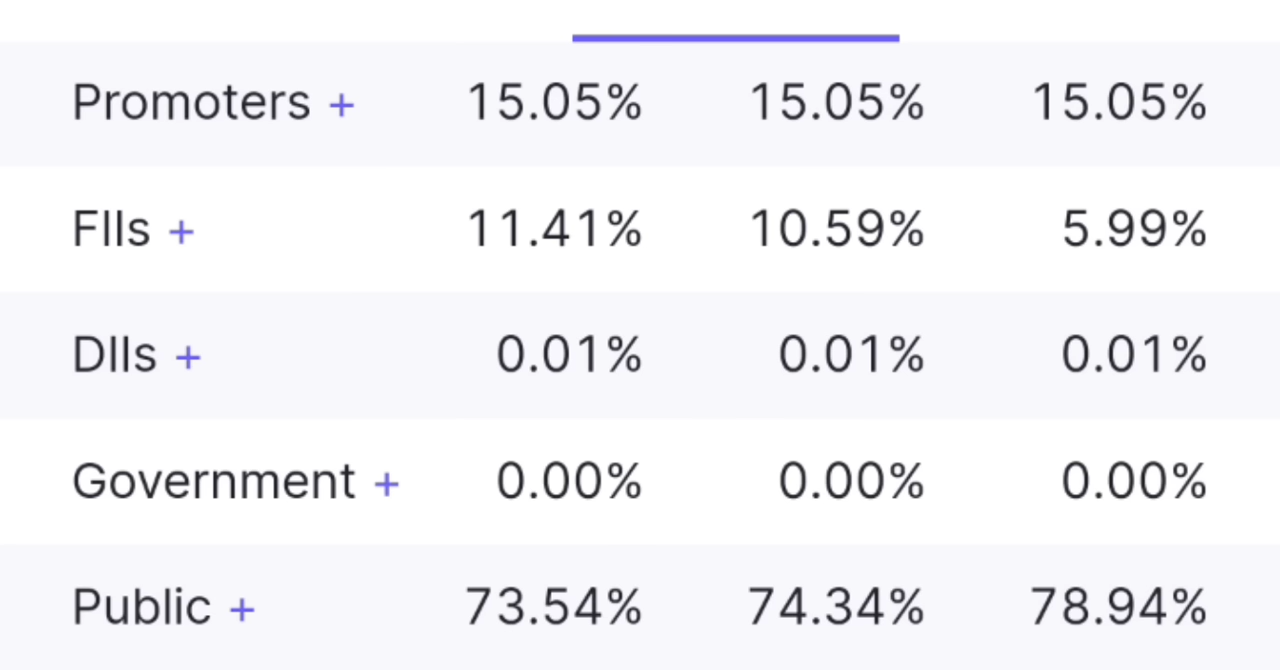 Promoters + 15.05% 15.05% 15.05%
FIIs + 11.41% 10.59% 5.99%
DIIs + 0.01% 0.01% 0.01%
Government + 0.00% 0.00% 0.00%
Public + 73.54% 74.34% 78.94%